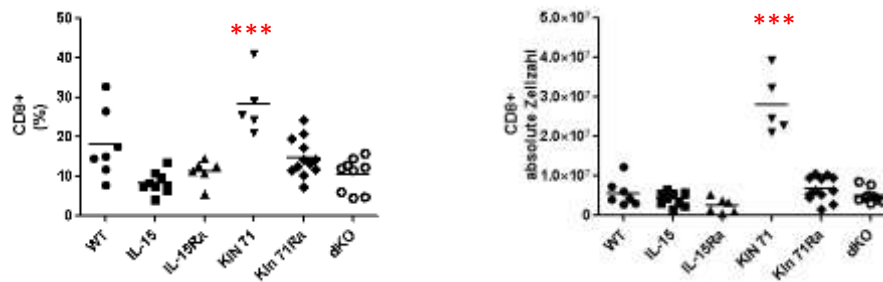 ***
50
40
30
20
10
0
CD8+
(%)
WT
IL-15
IL-15Ra
KIN 71
Kin 71Ra
dKO
***
5.0×10⁷
4.0×10⁷
3.0×10⁷
2.0×10⁷
1.0×10⁷
0
CD8+
absolute Zellzahl
WT
IL-15
IL-15Ra
KIN 71
Kin 71Ra
dKO